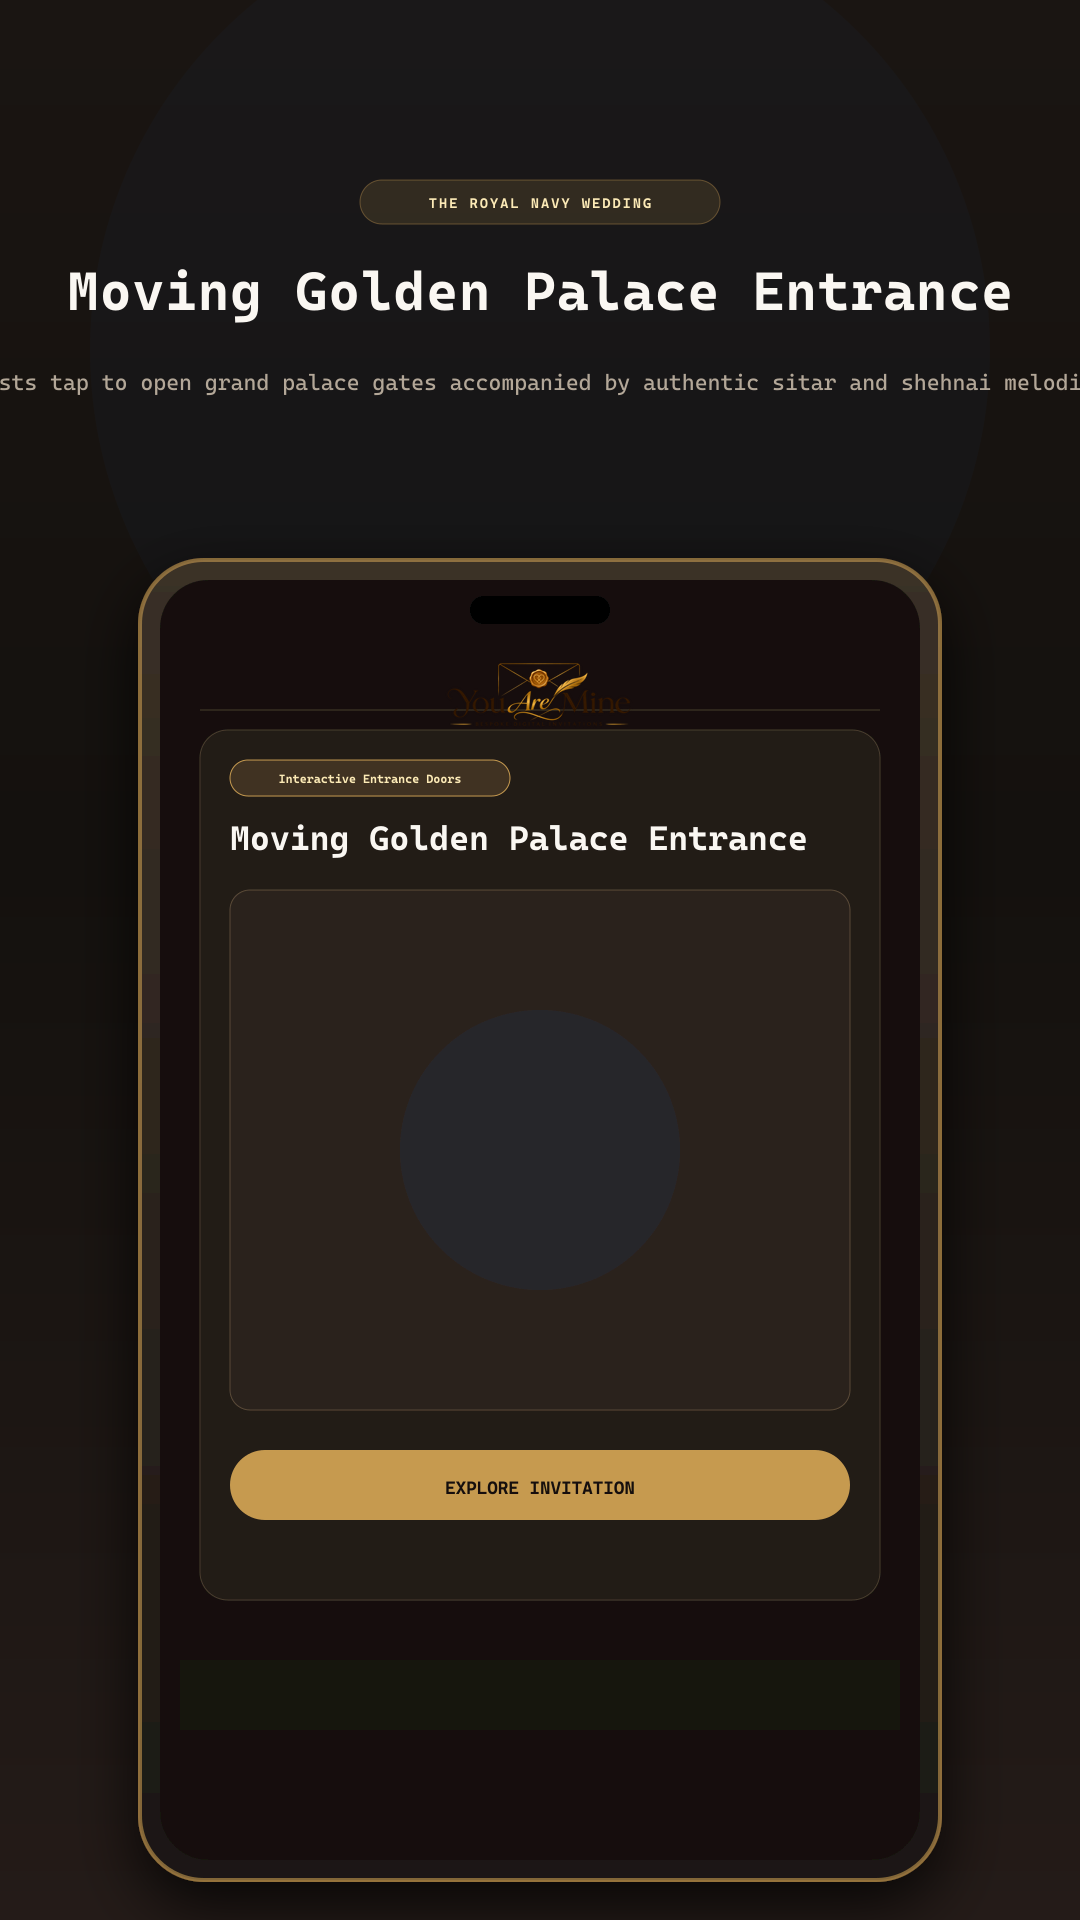 THE ROYAL NAVY WEDDING
Moving Golden Palace Entrance
sts tap to open grand palace gates accompanied by authentic sitar and shehnai melodi
You Are Mine
Interactive Entrance Doors
Moving Golden Palace Entrance
EXPLORE INVITATION